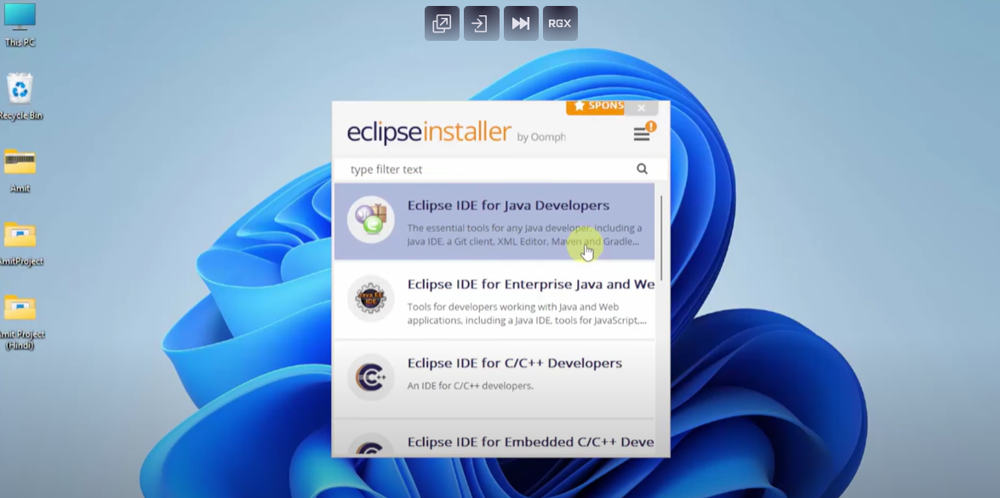 RGX
This PC
Recycle Bin
Amit
AmitProject
Amit Project
(Hindi)
SPONS
eclipseinstaller by Oomph
type filter text
Eclipse IDE for Java Developers
The essential tools for any Java developer, including a
Java IDE, a Git client, XML Editor, Maven and Gradle...
Eclipse IDE for Enterprise Java and We
Java EE
IDE
Tools for developers working with Java and Web
applications, including a Java IDE, tools for JavaScript,...
Eclipse IDE for C/C++ Developers
C++
An IDE for C/C++ developers.
Eclipse IDE for Embedded C/C++ Deve